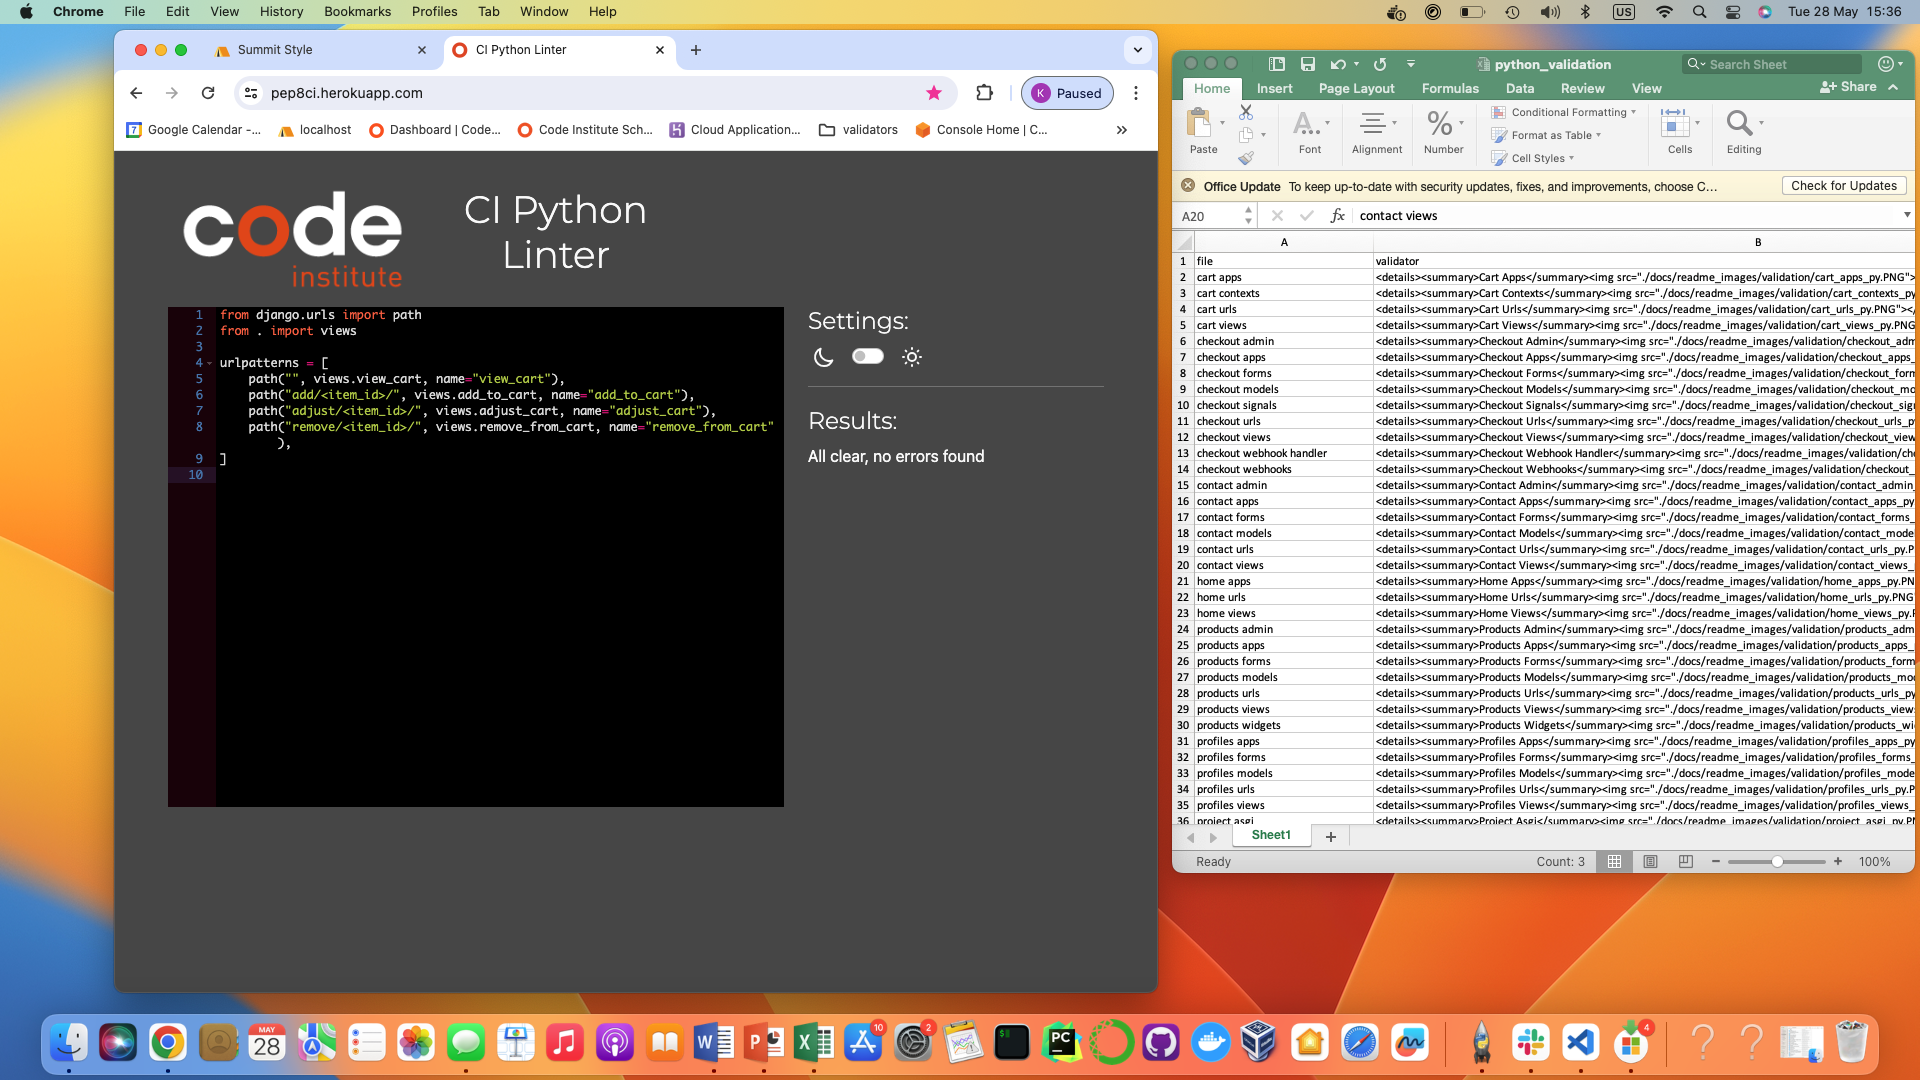 Chrome File Edit View History Bookmarks Profiles Tab Window Help
US Tue 28 May 15:36
Summit Style
CI Python Linter
pep8ci.herokuapp.com
K Paused
7 Google Calendar -...
localhost
Dashboard | Code...
Code Institute Sch...
Cloud Application...
validators
Console Home | C...
»
code
institute
CI Python
Linter
1 from django.urls import path
2 from . import views
3
4 urlpatterns = [
5 path("", views.view_cart, name="view_cart"),
6 path("add/<item_id>/", views.add_to_cart, name="add_to_cart"),
7 path("adjust/<item_id>/", views.adjust_cart, name="adjust_cart"),
8 path("remove/<item_id>/", views.remove_from_cart, name="remove_from_cart"
),
9 ]
10
Settings:
Results:
All clear, no errors found
python_validation
Search Sheet
Home Insert Page Layout Formulas Data Review View
Share
Paste
A...
Font
Alignment
%
Number
Conditional Formatting
Format as Table
Cell Styles
Cells
Editing
Office Update To keep up-to-date with security updates, fixes, and improvements, choose C...
Check for Updates
A20 fx contact views
A B
1 file validator
2 cart apps <details><summary>Cart Apps</summary><img src="./docs/readme_images/validation/cart_apps_py.PNG">
3 cart contexts <details><summary>Cart Contexts</summary><img src="./docs/readme_images/validation/cart_contexts_py
4 cart urls <details><summary>Cart Urls</summary><img src="./docs/readme_images/validation/cart_urls_py.PNG"></
5 cart views <details><summary>Cart Views</summary><img src="./docs/readme_images/validation/cart_views_py.PNG
6 checkout admin <details><summary>Checkout Admin</summary><img src="./docs/readme_images/validation/checkout_adm
7 checkout apps <details><summary>Checkout Apps</summary><img src="./docs/readme_images/validation/checkout_apps_
8 checkout forms <details><summary>Checkout Forms</summary><img src="./docs/readme_images/validation/checkout_form
9 checkout models <details><summary>Checkout Models</summary><img src="./docs/readme_images/validation/checkout_mo
10 checkout signals <details><summary>Checkout Signals</summary><img src="./docs/readme_images/validation/checkout_sig
11 checkout urls <details><summary>Checkout Urls</summary><img src="./docs/readme_images/validation/checkout_urls_p
12 checkout views <details><summary>Checkout Views</summary><img src="./docs/readme_images/validation/checkout_view
13 checkout webhook handler <details><summary>Checkout Webhook Handler</summary><img src="./docs/readme_images/validation/che
14 checkout webhooks <details><summary>Checkout Webhooks</summary><img src="./docs/readme_images/validation/checkout_
15 contact admin <details><summary>Contact Admin</summary><img src="./docs/readme_images/validation/contact_admin_
16 contact apps <details><summary>Contact Apps</summary><img src="./docs/readme_images/validation/contact_apps_py
17 contact forms <details><summary>Contact Forms</summary><img src="./docs/readme_images/validation/contact_forms_
18 contact models <details><summary>Contact Models</summary><img src="./docs/readme_images/validation/contact_mode
19 contact urls <details><summary>Contact Urls</summary><img src="./docs/readme_images/validation/contact_urls_py.P
20 contact views <details><summary>Contact Views</summary><img src="./docs/readme_images/validation/contact_views_
21 home apps <details><summary>Home Apps</summary><img src="./docs/readme_images/validation/home_apps_py.PN
22 home urls <details><summary>Home Urls</summary><img src="./docs/readme_images/validation/home_urls_py.PNG
23 home views <details><summary>Home Views</summary><img src="./docs/readme_images/validation/home_views_py.
24 products admin <details><summary>Products Admin</summary><img src="./docs/readme_images/validation/products_adm
25 products apps <details><summary>Products Apps</summary><img src="./docs/readme_images/validation/products_apps_
26 products forms <details><summary>Products Forms</summary><img src="./docs/readme_images/validation/products_form
27 products models <details><summary>Products Models</summary><img src="./docs/readme_images/validation/products_mo
28 products urls <details><summary>Products Urls</summary><img src="./docs/readme_images/validation/products_urls_py
29 products views <details><summary>Products Views</summary><img src="./docs/readme_images/validation/products_view
30 products widgets <details><summary>Products Widgets</summary><img src="./docs/readme_images/validation/products_wi
31 profiles apps <details><summary>Profiles Apps</summary><img src="./docs/readme_images/validation/profiles_apps_py
32 profiles forms <details><summary>Profiles Forms</summary><img src="./docs/readme_images/validation/profiles_forms_
33 profiles models <details><summary>Profiles Models</summary><img src="./docs/readme_images/validation/profiles_mode
34 profiles urls <details><summary>Profiles Urls</summary><img src="./docs/readme_images/validation/profiles_urls_py.P
35 profiles views <details><summary>Profiles Views</summary><img src="./docs/readme_images/validation/profiles_views_
36 project asgi <details><summary>Project Asgi</summary><img src="./docs/readme_images/validation/project_asgi_py.PN
Sheet1
Ready Count: 3 100%
MAY
28
W P X 10 2 PC 4